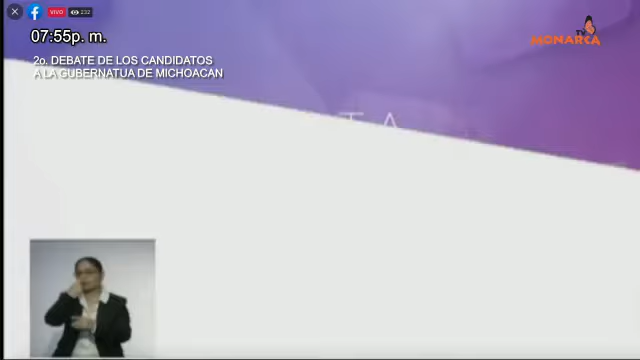 VIVO 232
07:55p. m.
2o. DEBATE DE LOS CANDIDATOS
A LA GUBERNATUA DE MICHOACAN
TV
MONARCA
T A